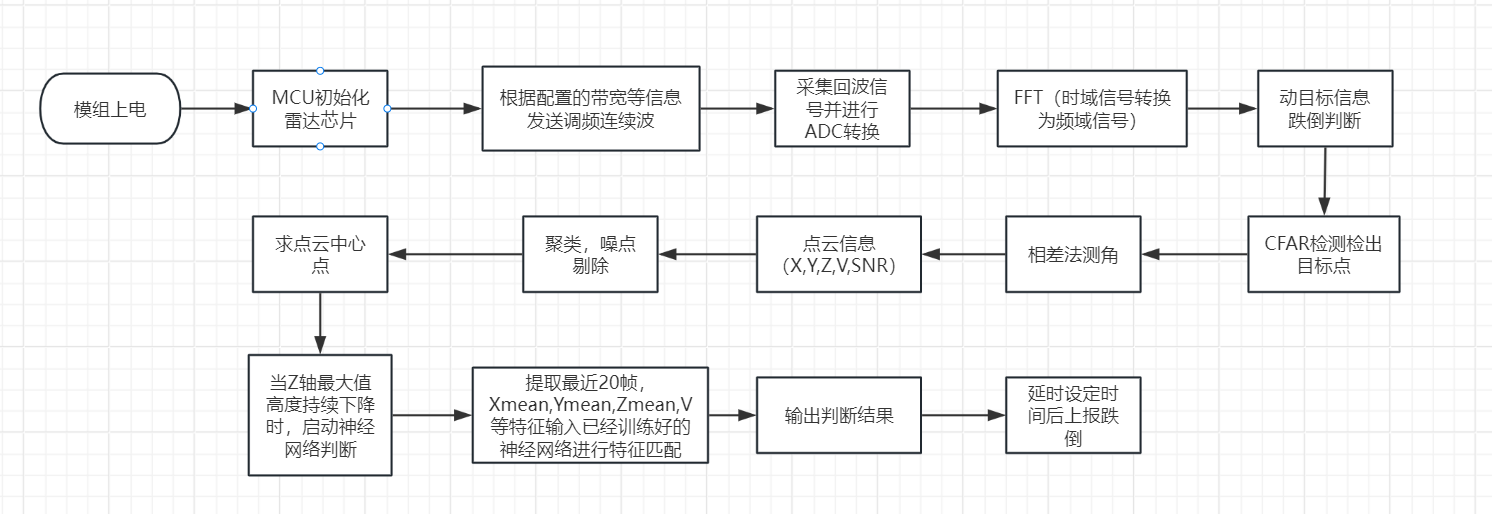 模组上电
MCU初始化
雷达芯片
根据配置的带宽等信息
发送调频连续波
采集回波信
号并进行
ADC转换
FFT（时域信号转换
为频域信号）
动目标信息
跌倒判断
求点云中心
点
聚类，噪点
剔除
点云信息
（X,Y,Z,V,SNR）
相差法测角
CFAR检测检出
目标点
当Z轴最大值
高度持续下降
时，启动神经
网络判断
提取最近20帧，
Xmean,Ymean,Zmean,V
等特征输入已经训练好的
神经网络进行特征匹配
输出判断结果
延时设定时
间后上报跌
倒